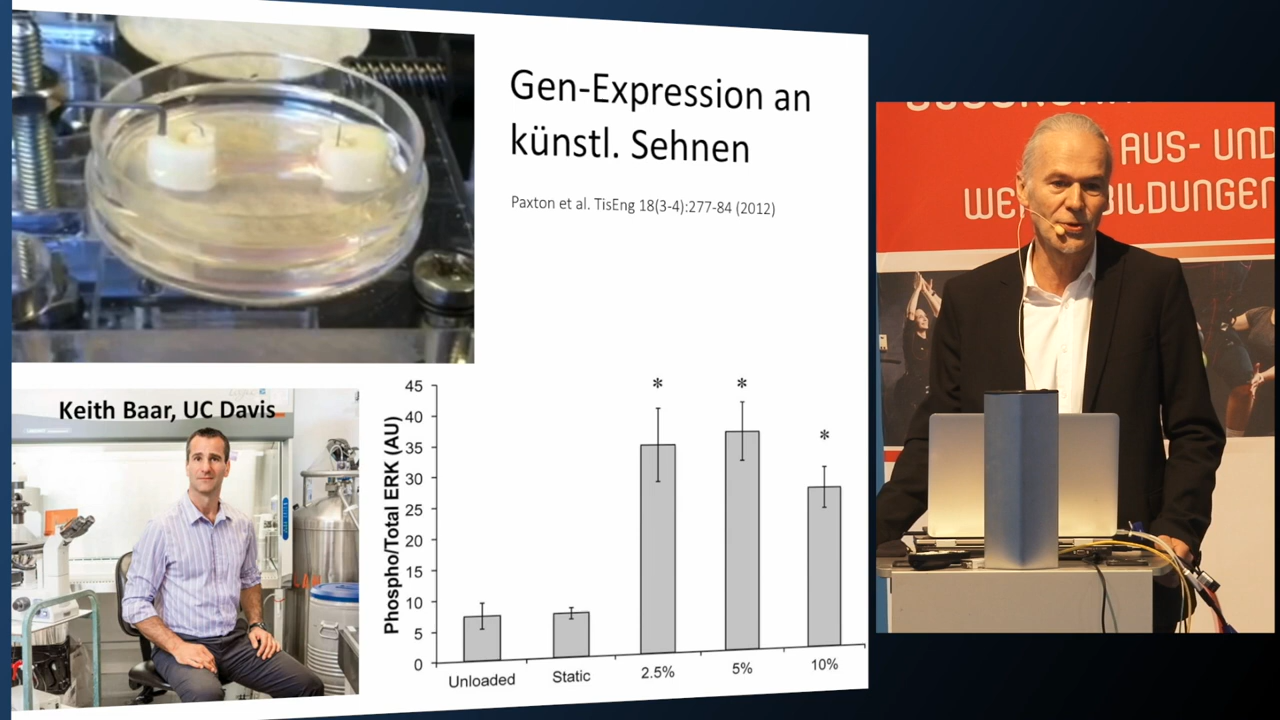 Gen-Expression an
künstl. Sehnen
Paxton et al. TisEng 18(3-4):277-84 (2012)
AUS- UND
BILDUNGEN
Keith Baar, UC Davis
Phospho/Total ERK (AU)
45
40
35
30
25
20
15
10
5
0
*
*
*
Unloaded
Static
2.5%
5%
10%